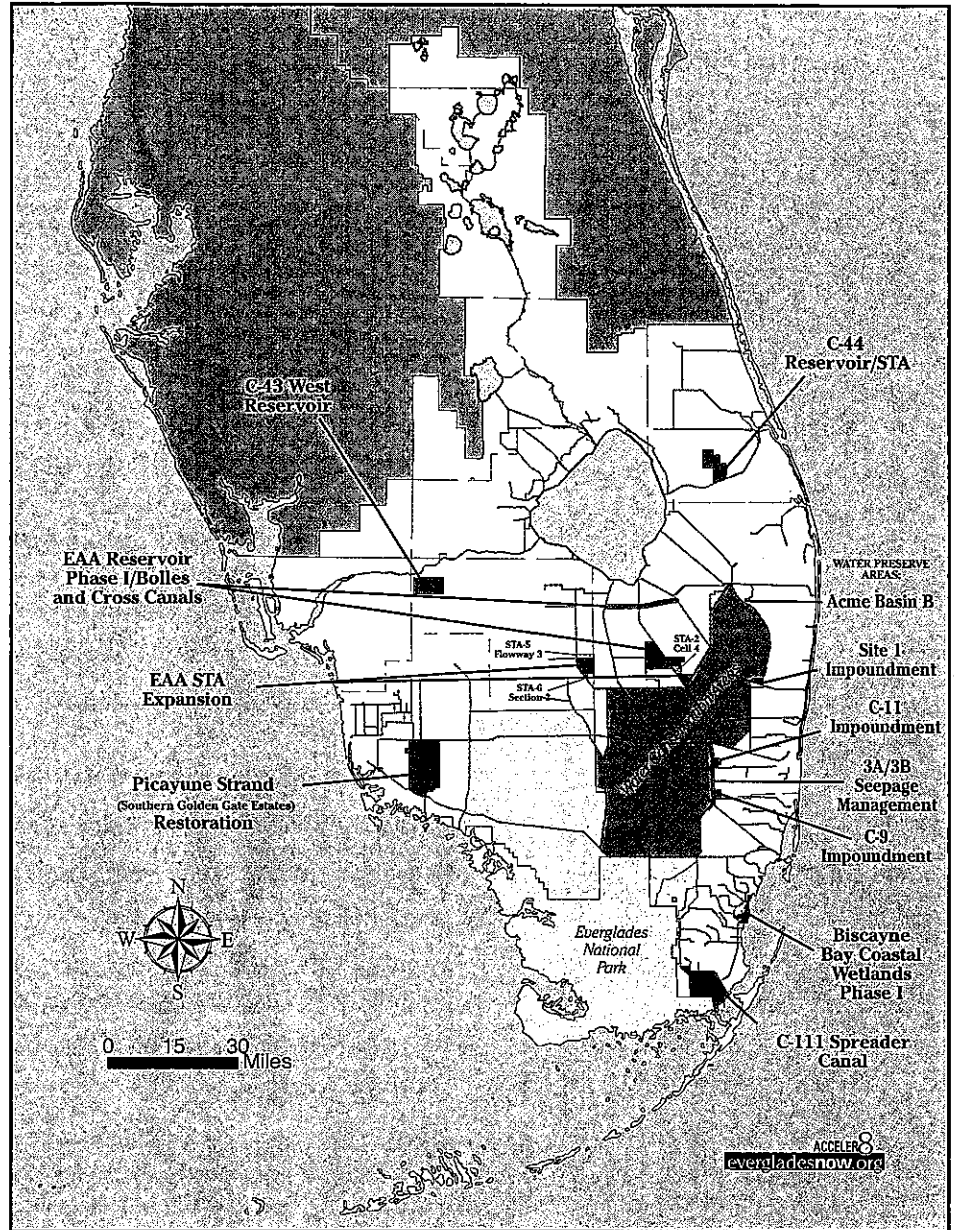 C-44
Reservoir/STA
C-43 West
Reservoir
EAA Reservoir
Phase I/Bolles
and Cross Canals
WATER PRESERVE
AREAS:
Acme Basin B
STA-5
Flowway 3
STA-2
Cell 4
Site 1
Impoundment
EAA STA
Expansion
STA-6
Section 2
C-11
Impoundment
WATER CONSERVATION AREAS
3A/3B
Seepage
Management
Picayune Strand
(Southern Golden Gate Estates)
Restoration
C-9
Impoundment
N
W E
S
Everglades
National
Park
Biscayne
Bay Coastal
Wetlands
Phase I
0 15 30
Miles
C-111 Spreader
Canal
ACCELER8
evergladesnow.org